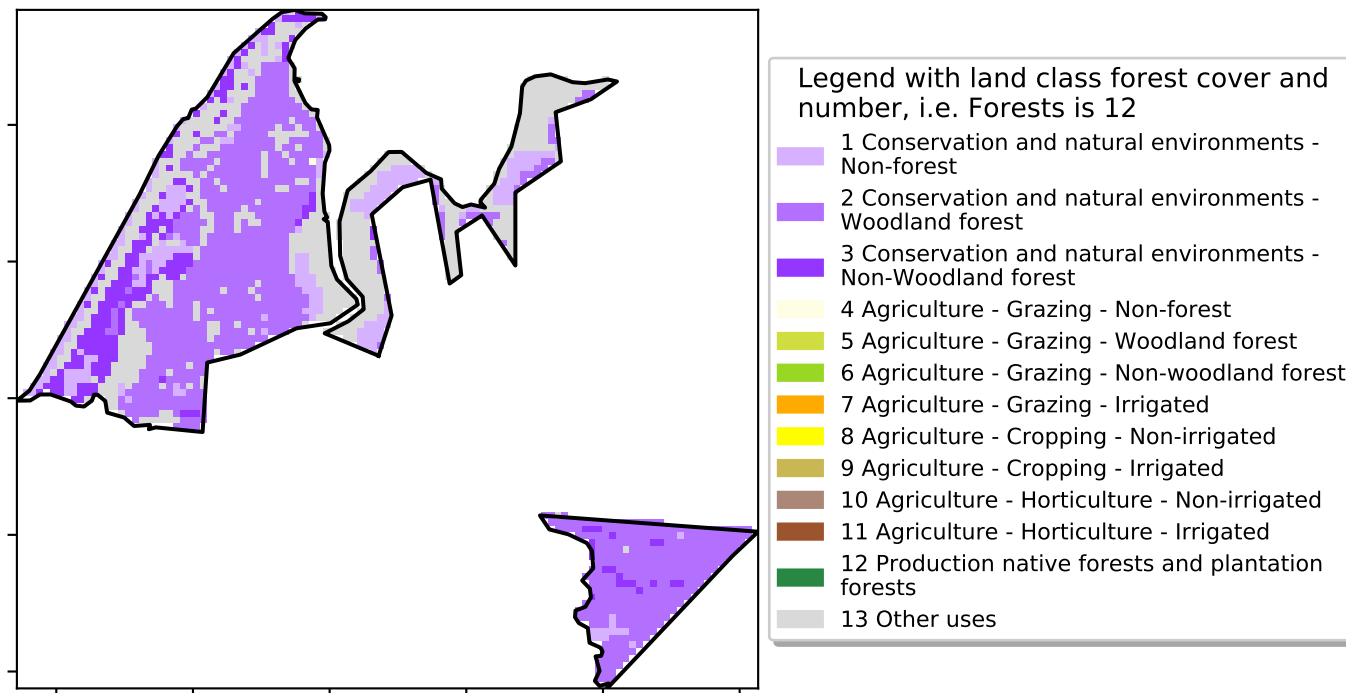 Legend with land class forest cover and
number, i.e. Forests is 12
1 Conservation and natural environments -
Non-forest
2 Conservation and natural environments -
Woodland forest
3 Conservation and natural environments -
Non-Woodland forest
4 Agriculture - Grazing - Non-forest
5 Agriculture - Grazing - Woodland forest
6 Agriculture - Grazing - Non-woodland forest
7 Agriculture - Grazing - Irrigated
8 Agriculture - Cropping - Non-irrigated
9 Agriculture - Cropping - Irrigated
10 Agriculture - Horticulture - Non-irrigated
11 Agriculture - Horticulture - Irrigated
12 Production native forests and plantation
forests
13 Other uses